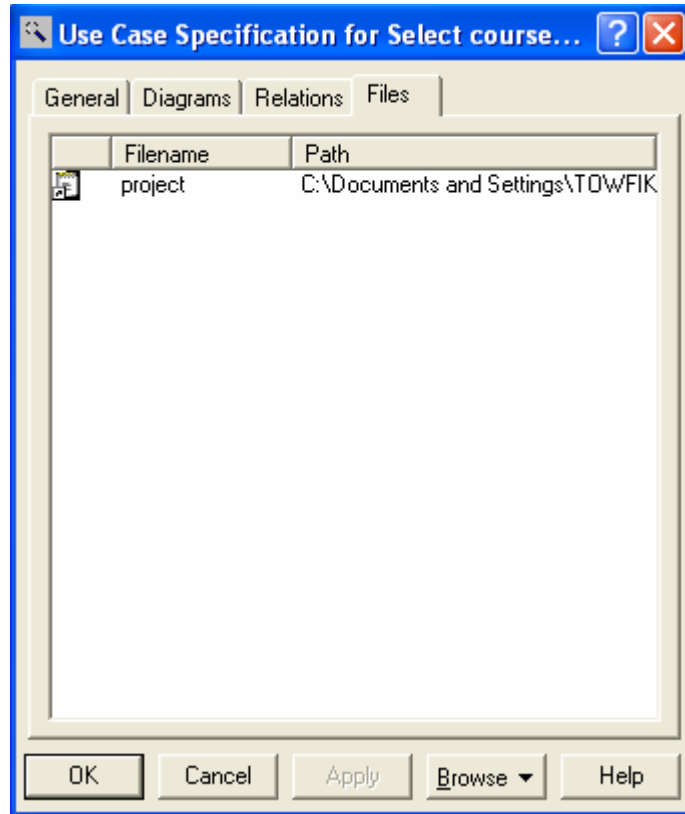 Use Case Specification for Select course...
General Diagrams Relations Files
Filename Path
project C:\Documents and Settings\TOWFIK
OK Cancel Apply Browse Help